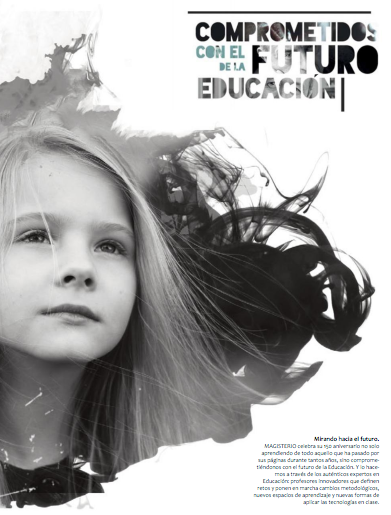 COMPROMETIDOS
CON EL FUTURO
DE LA
EDUCACIÓN
Mirando hacia el futuro.
MAGISTERIO celebra su 150 aniversario no solo
aprendiendo de todo aquello que ha pasado por
sus páginas durante tantos años, sino comprome-
tiéndonos con el futuro de la Educación. Y lo hace-
mos a través de los auténticos expertos en
Educación: profesores innovadores que definen
retos y ponen en marcha cambios metodológicos,
nuevos espacios de aprendizaje y nuevas formas de
aplicar las tecnologías en clase.